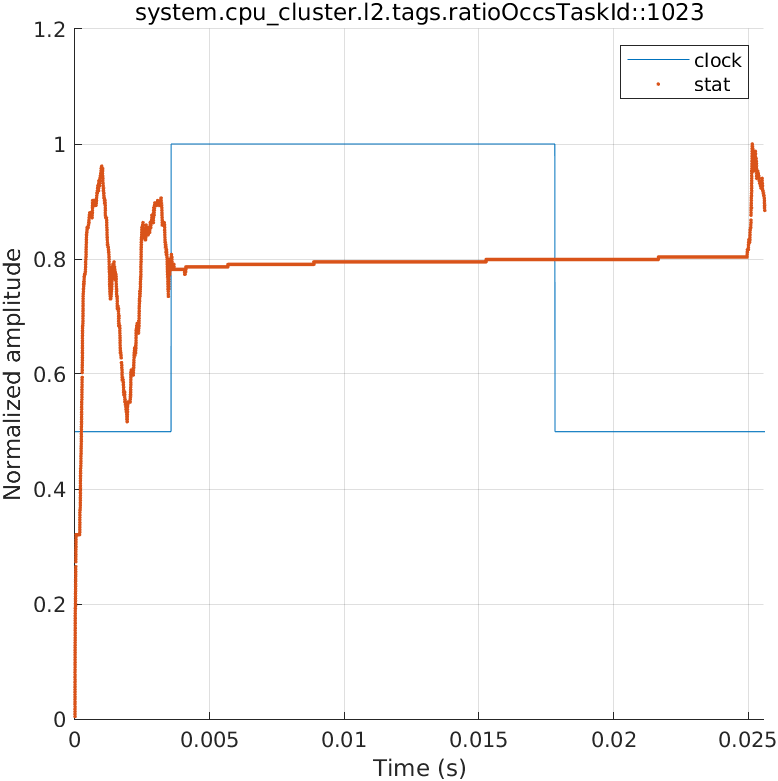 system.cpu_cluster.l2.tags.ratioOccsTaskId::1023
clock
stat
Normalized amplitude
1.2
1
0.8
0.6
0.4
0.2
0
0
0.005
0.01
0.015
0.02
0.025
Time (s)